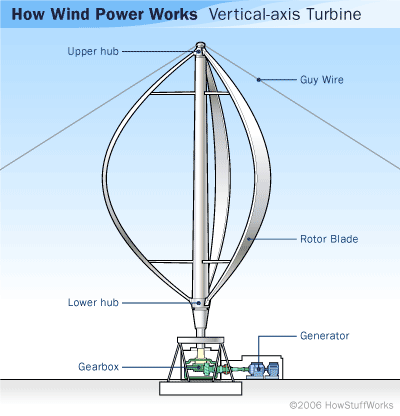 How Wind Power Works Vertical-axis Turbine
Upper hub
Guy Wire
Rotor Blade
Lower hub
Generator
Gearbox
©2006 HowStuffWorks